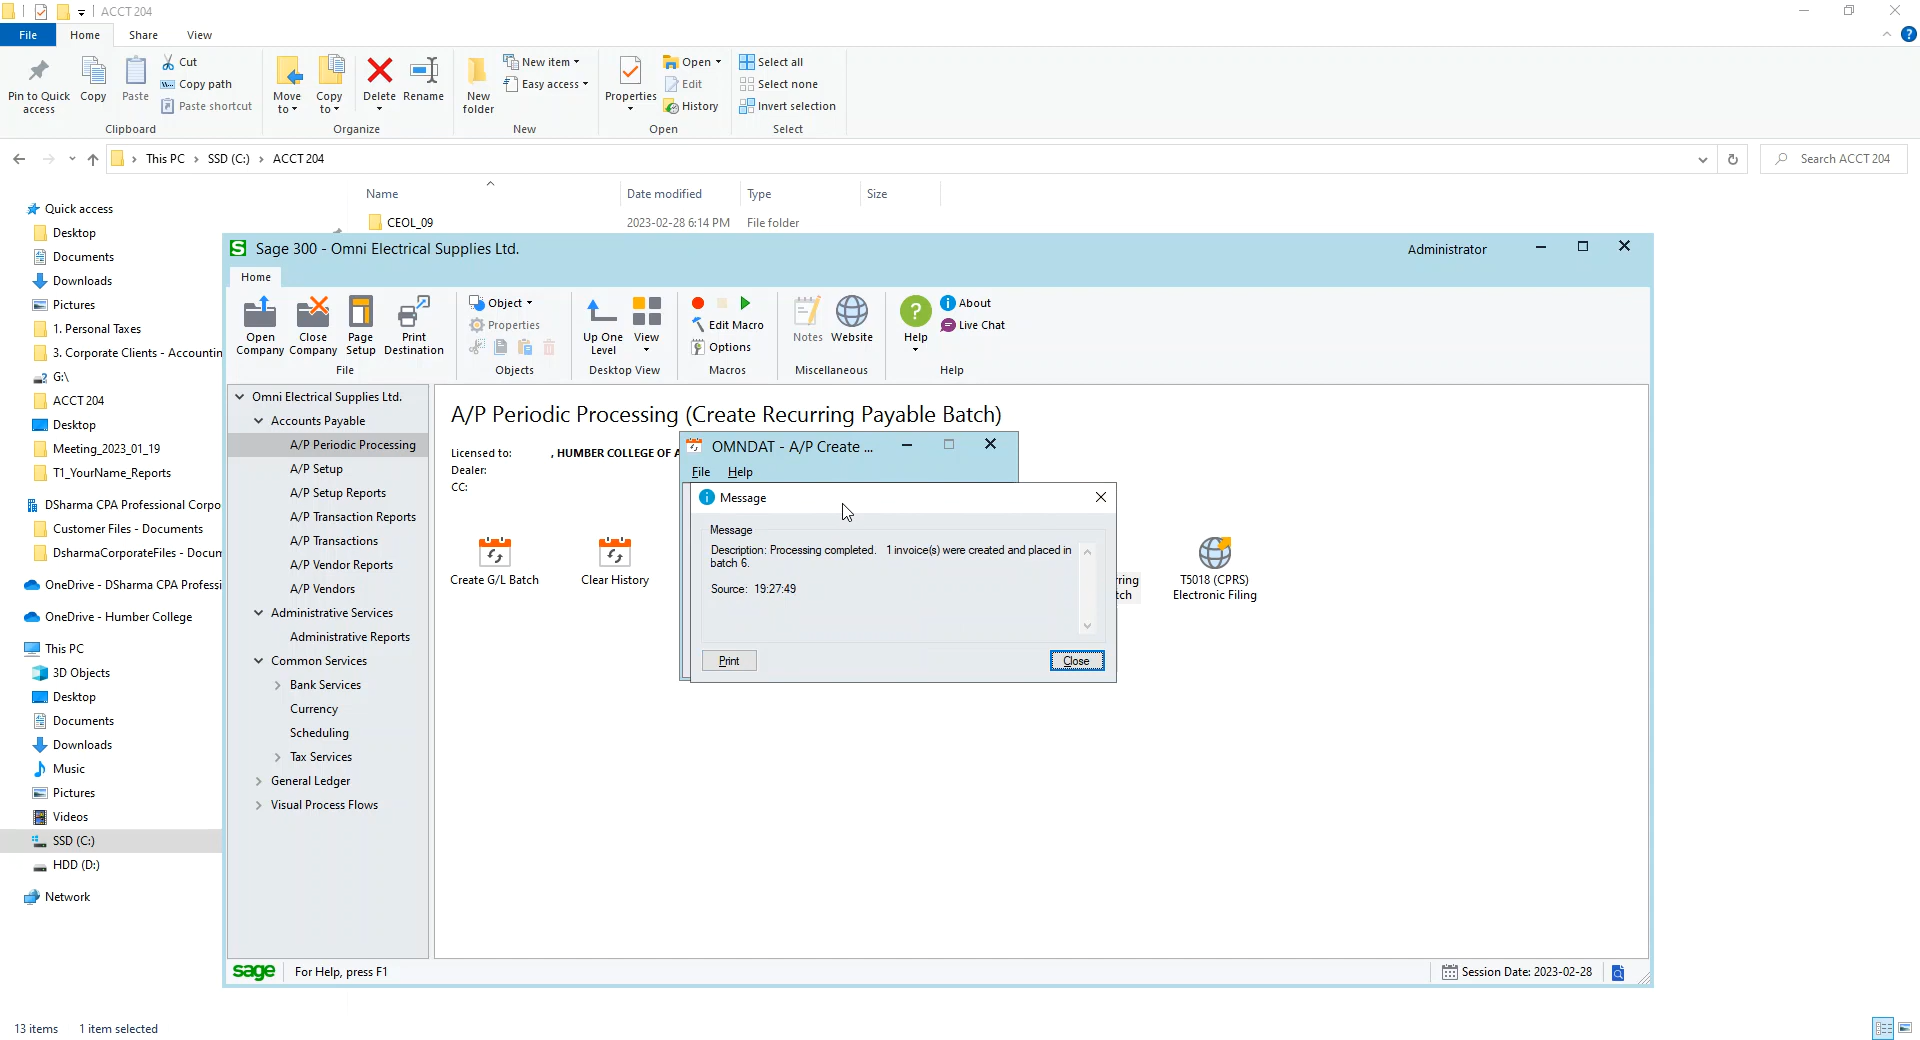 ACCT 204
File
Home
Share
View
Pin to Quick access
Copy
Paste
Cut
Copy path
Paste shortcut
Clipboard
Move to
Copy to
Delete
Rename
Organize
New folder
New item
Easy access
New
Properties
Open
Edit
History
Open
Select all
Select none
Invert selection
Select
This PC
SSD (C:)
ACCT 204
Search ACCT 204
Name
Date modified
Type
Size
CEOL_09
2023-02-28 6:14 PM
File folder
Quick access
Desktop
Documents
Downloads
Pictures
1. Personal Taxes
3. Corporate Clients - Accountin
G:\
ACCT 204
Desktop
Meeting_2023_01_19
T1_YourName_Reports
DSharma CPA Professional Corpo
Customer Files - Documents
DsharmaCorporateFiles - Docum
OneDrive - DSharma CPA Professi
OneDrive - Humber College
This PC
3D Objects
Desktop
Documents
Downloads
Music
Pictures
Videos
SSD (C:)
HDD (D:)
Network
13 items
1 item selected
S Sage 300 - Omni Electrical Supplies Ltd.
Administrator
Home
Open Company
Close Company
Page Setup
Print Destination
File
Object
Properties
Objects
Up One Level
View
Desktop View
Edit Macro
Options
Macros
Notes
Website
Miscellaneous
Help
About
Live Chat
Help
Omni Electrical Supplies Ltd.
Accounts Payable
A/P Periodic Processing
A/P Setup
A/P Setup Reports
A/P Transaction Reports
A/P Transactions
A/P Vendor Reports
A/P Vendors
Administrative Services
Administrative Reports
Common Services
Bank Services
Currency
Scheduling
Tax Services
General Ledger
Visual Process Flows
A/P Periodic Processing (Create Recurring Payable Batch)
Licensed to: , HUMBER COLLEGE OF A
Dealer:
CC:
Create G/L Batch
Clear History
rring
tch
T5018 (CPRS)
Electronic Filing
OMNDAT - A/P Create ...
File
Help
Message
Message
Description: Processing completed. 1 invoice(s) were created and placed in
batch 6.
Source: 19:27:49
Print
Close
sage
For Help, press F1
Session Date: 2023-02-28